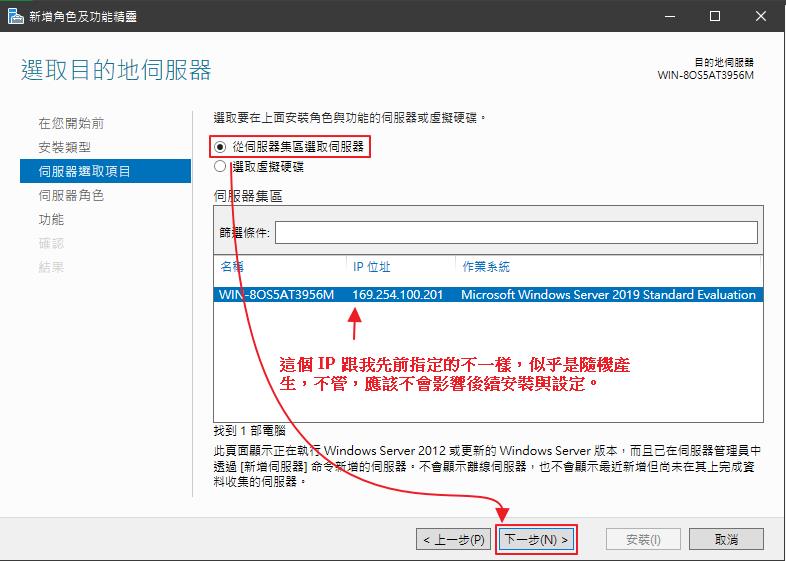 新增角色及功能精靈
選取目的地伺服器
目的地伺服器
WIN-8OS5AT3956M
在您開始前
安裝類型
伺服器選取項目
伺服器角色
功能
確認
結果
選取要在上面安裝角色與功能的伺服器或虛擬硬碟。
從伺服器集區選取伺服器
選取虛擬硬碟
伺服器集區
篩選條件:
名稱 IP 位址 作業系統
WIN-8OS5AT3956M 169.254.100.201 Microsoft Windows Server 2019 Standard Evaluation
這個 IP 跟我先前指定的不一樣，似乎是隨機產
生，不管，應該不會影響後續安裝與設定。
找到 1 部電腦
此頁面顯示正在執行 Windows Server 2012 或更新的 Windows Server 版本，而且已在伺服器管理員中
透過 [新增伺服器] 命令新增的伺服器。不會顯示離線伺服器，也不會顯示最近新增但尚未在其上完成資
料收集的伺服器。
< 上一步(P) 下一步(N) > 安裝(I) 取消